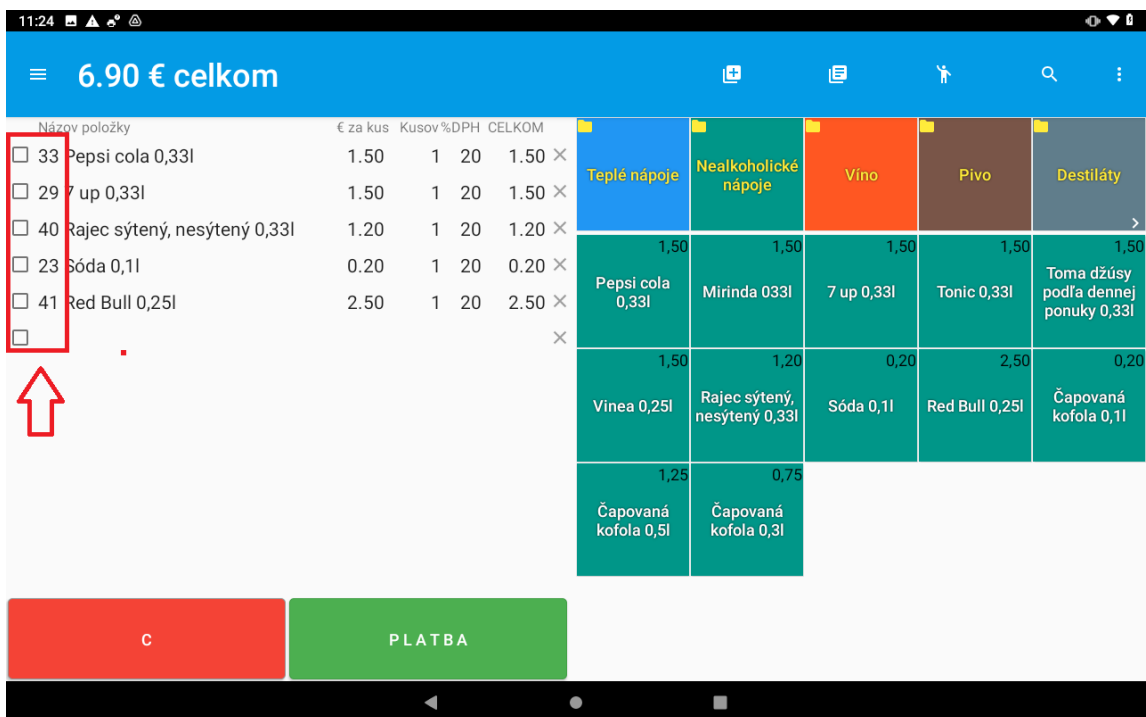 11:24
6.90 € celkom
Názov položky € za kus Kusov %DPH CELKOM
33 Pepsi cola 0,33l 1.50 1 20 1.50
29 7 up 0,33l 1.50 1 20 1.50
40 Rajec sýtený, nesýtený 0,33l 1.20 1 20 1.20
23 Sóda 0,1l 0.20 1 20 0.20
41 Red Bull 0,25l 2.50 1 20 2.50
C
PLATBA
Teplé nápoje
Nealkoholické
nápoje
Víno
Pivo
Destiláty
1,50
Pepsi cola
0,33l
1,50
Mirinda 033l
1,50
7 up 0,33l
1,50
Tonic 0,33l
1,50
Toma džúsy
podľa dennej
ponuky 0,33l
1,50
Vinea 0,25l
1,20
Rajec sýtený,
nesýtený 0,33l
0,20
Sóda 0,1l
2,50
Red Bull 0,25l
0,20
Čapovaná
kofola 0,1l
1,25
Čapovaná
kofola 0,5l
0,75
Čapovaná
kofola 0,3l